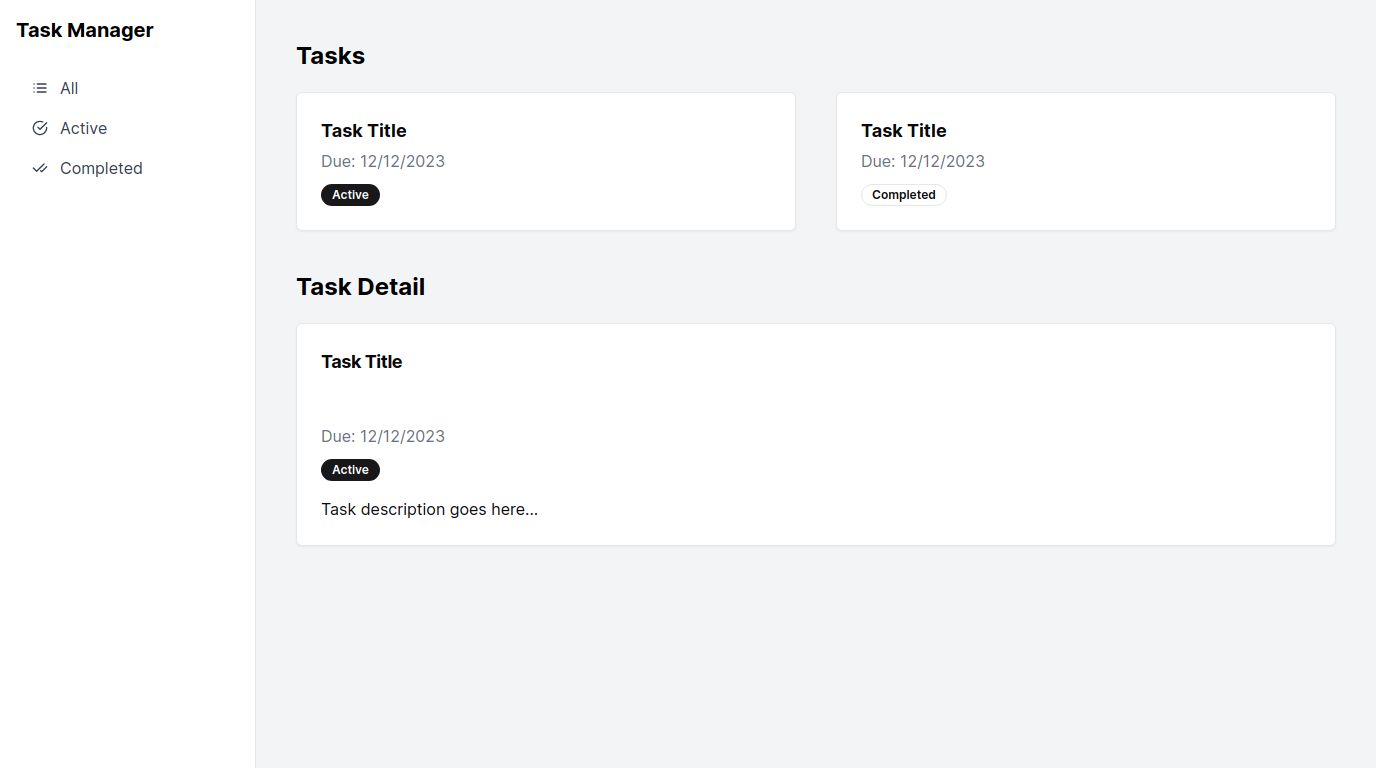 Task Manager
All
Active
Completed
Tasks
Task Title
Due: 12/12/2023
Active
Task Title
Due: 12/12/2023
Completed
Task Detail
Task Title
Due: 12/12/2023
Active
Task description goes here...